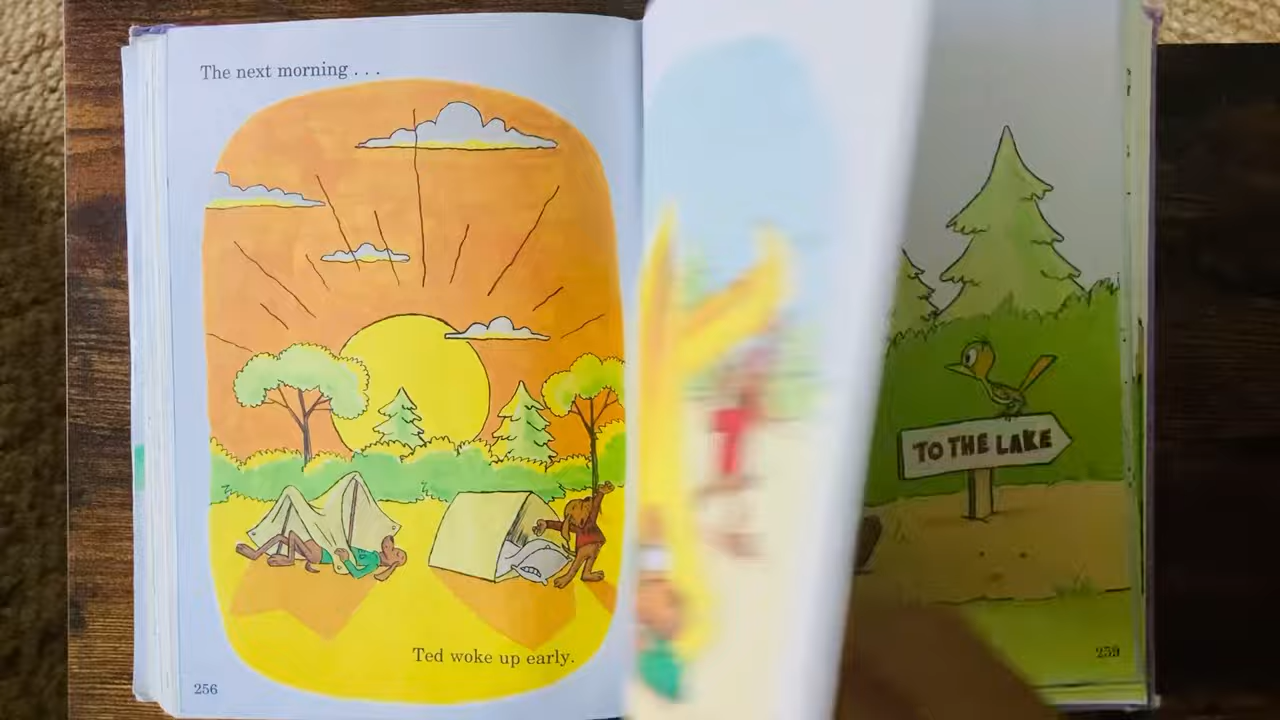 The next morning . . .
Ted woke up early.
256
TO THE LAKE
259